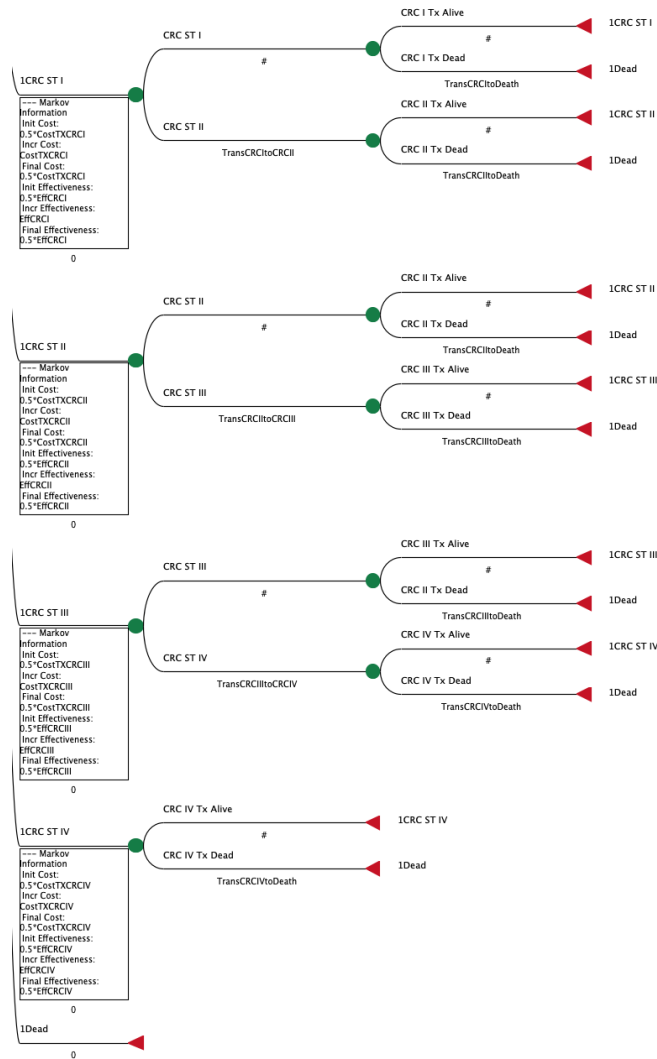 CRC I Tx Alive
1CRC ST I
CRC ST I
#
#
CRC I Tx Dead
1Dead
TransCRCItoDeath
1CRC ST I
--- Markov
Information
Init Cost:
0.5*CostTXCRCI
Incr Cost:
CostTXCRCI
Final Cost:
0.5*CostTXCRCI
Init Effectiveness:
0.5*EffCRCI
Incr Effectiveness:
EffCRCI
Final Effectiveness:
0.5*EffCRCI
0
CRC II Tx Alive
1CRC ST II
CRC ST II
#
TransCRCItoCRCII
CRC II Tx Dead
1Dead
TransCRCIItoDeath
CRC II Tx Alive
1CRC ST II
CRC ST II
#
#
CRC II Tx Dead
1Dead
TransCRCIItoDeath
1CRC ST II
--- Markov
Information
Init Cost:
0.5*CostTXCRCII
Incr Cost:
CostTXCRCII
Final Cost:
0.5*CostTXCRCII
Init Effectiveness:
0.5*EffCRCII
Incr Effectiveness:
EffCRCII
Final Effectiveness:
0.5*EffCRCII
0
CRC III Tx Alive
1CRC ST III
CRC ST III
#
TransCRCIItoCRCIII
CRC III Tx Dead
1Dead
TransCRCIIItoDeath
CRC III Tx Alive
1CRC ST III
CRC ST III
#
#
CRC II Tx Dead
1Dead
TransCRCIIItoDeath
1CRC ST III
--- Markov
Information
Init Cost:
0.5*CostTXCRCIII
Incr Cost:
CostTXCRCIII
Final Cost:
0.5*CostTXCRCIII
Init Effectiveness:
0.5*EffCRCIII
Incr Effectiveness:
EffCRCIII
Final Effectiveness:
0.5*EffCRCIII
0
CRC IV Tx Alive
1CRC ST IV
CRC ST IV
#
TransCRCIIItoCRCIV
CRC IV Tx Dead
1Dead
TransCRCIVtoDeath
CRC IV Tx Alive
1CRC ST IV
#
1CRC ST IV
CRC IV Tx Dead
1Dead
TransCRCIVtoDeath
--- Markov
Information
Init Cost:
0.5*CostTXCRCIV
Incr Cost:
CostTXCRCIV
Final Cost:
0.5*CostTXCRCIV
Init Effectiveness:
0.5*EffCRCIV
Incr Effectiveness:
EffCRCIV
Final Effectiveness:
0.5*EffCRCIV
0
1Dead
0